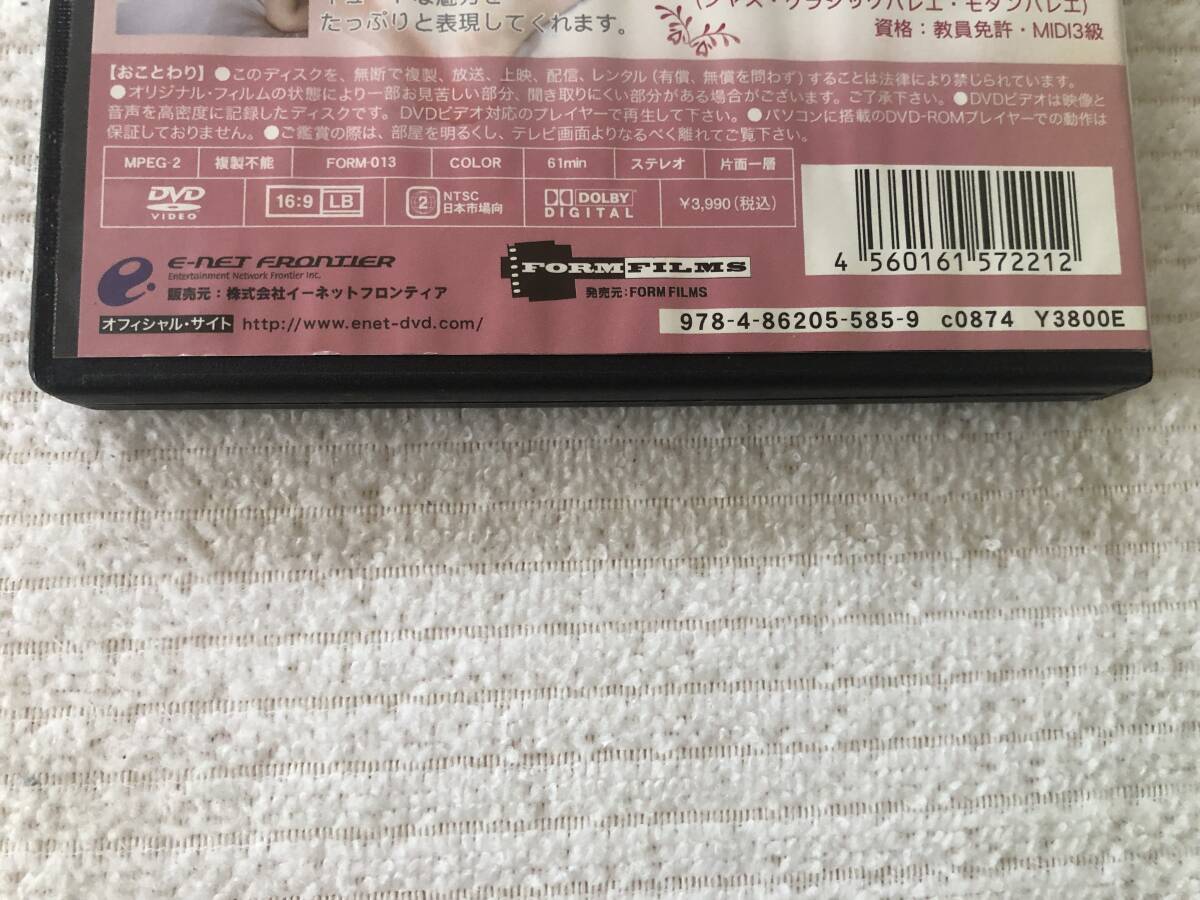 たっぷりと表現してくれます。
(ジャズ・クラシックバレエ・モダンバレエ)
資格：教員免許・MIDI3級
【おことわり】●このディスクを、無断で複製、放送、上映、配信、レンタル(有償、無償を問わず)することは法律により禁じられています。
●オリジナル・フィルムの状態により一部お見苦しい部分、聞き取りにくい部分がある場合がございます。ご了承下さい。●DVDビデオは映像と
音声を高密度に記録したディスクです。DVDビデオ対応のプレイヤーで再生して下さい。●パソコンに搭載のDVD-ROMプレイヤーでの動作は
保証しておりません。●ご鑑賞の際は、部屋を明るくし、テレビ画面よりなるべく離れてご覧下さい。
MPEG-2 複製不能 FORM-013 COLOR 61min ステレオ 片面一層
DVD VIDEO 16:9 LB 2 NTSC 日本市場向 DOLBY DIGITAL ¥3,990(税込)
4 560161 572212
e. E-NET FRONTIER
Entertainment Network Frontier Inc.
販売元：株式会社イーネットフロンティア
FORM FILMS
発売元：FORM FILMS
オフィシャル・サイト http://www.enet-dvd.com/
978-4-86205-585-9 c0874 Y3800E